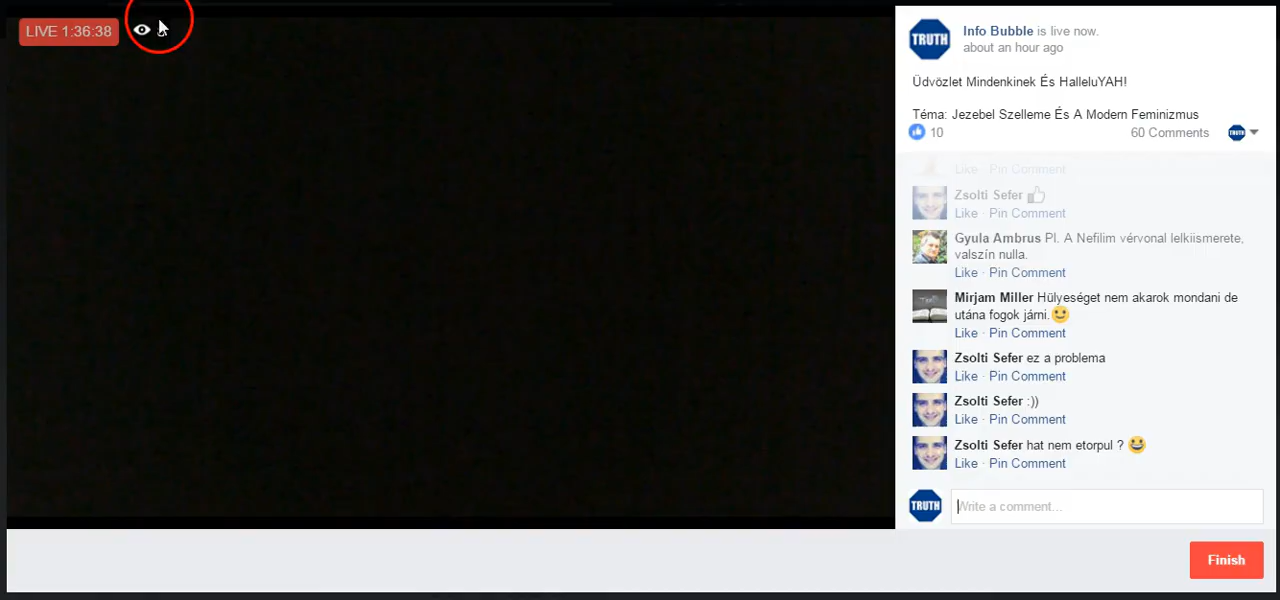 LIVE 1:36:38
TRUTH
Info Bubble is live now.
about an hour ago
Üdvözlet Mindenkinek És HalleluYAH!
Téma: Jezebel Szelleme És A Modern Feminizmus
10
60 Comments
TRUTH
Like · Pin Comment
Zsolti Sefer
Like · Pin Comment
Gyula Ambrus Pl. A Nefilim vérvonal lelkiismerete,
valszín nulla.
Like · Pin Comment
Mirjam Miller Hülyeséget nem akarok mondani de
utána fogok járni.
Like · Pin Comment
Zsolti Sefer ez a problema
Like · Pin Comment
Zsolti Sefer :))
Like · Pin Comment
Zsolti Sefer hat nem etorpul ?
Like · Pin Comment
TRUTH
Write a comment...
Finish